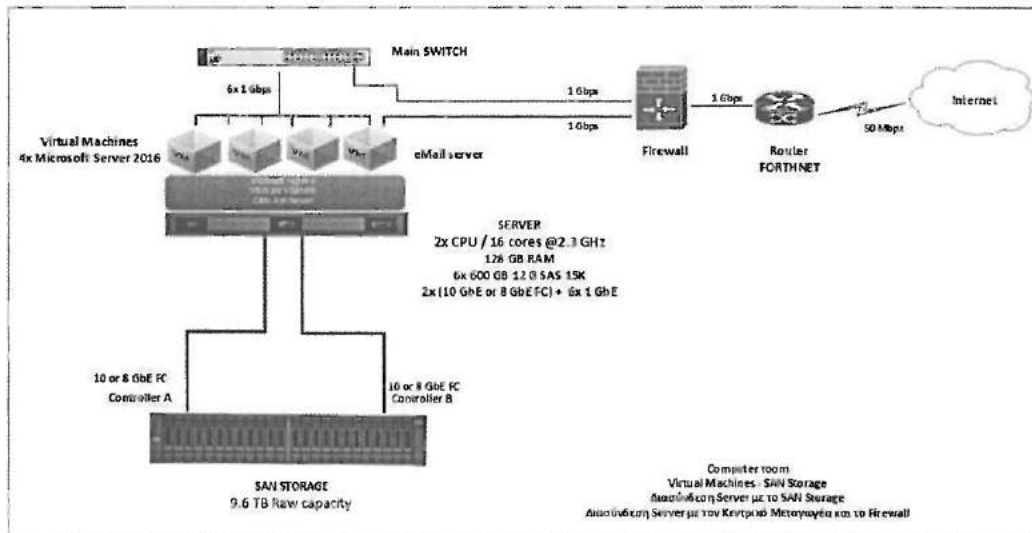 Main SWITCH
6x 1 Gbps
1 Gbps
1 Gbps
1 Gbps
Internet
50 Mbps
Virtual Machines
4x Microsoft Server 2016
eMail server
Firewall
Router
FORTHNET
SERVER
2x CPU / 16 cores @2.3 GHz
128 GB RAM
6x 600 GB 12 G SAS 15K
2x (10 GbE or 8 GbE FC) + 6x 1 GbE
10 or 8 GbE FC
Controller A
10 or 8 GbE FC
Controller B
SAN STORAGE
9.6 TB Raw capacity
Computer room
Virtual Machines - SAN Storage
Διασύνδεση Server με το SAN Storage
Διασύνδεση Server με τον Κεντρικό Μεταγωγέα και το Firewall